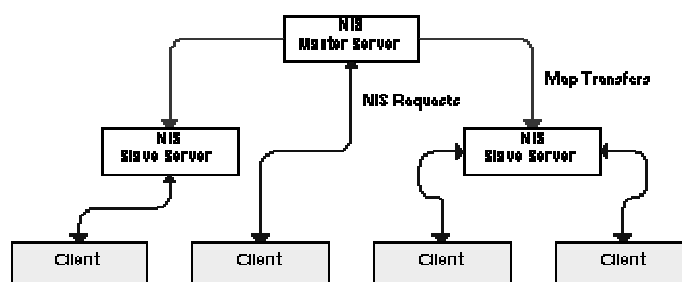 NIS
Master Server
Map Transfers
NIS Requests
NIS
Slave Server
NIS
Slave Server
Client
Client
Client
Client